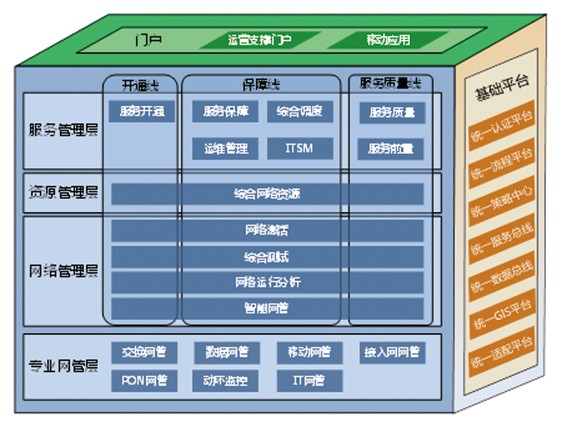 门户 运营支撑门户 移动应用
开通线 保障线 服务质量线
服务管理层 服务开通 服务保障 综合调度 服务质量
运维管理 ITSM
资源管理层 综合网络资源
网络管理层
网络激活
综合测试
网络运行分析
智能网管
专业网管层
交换网管 数据网管 移动网管 接入网网管
PON网管 动环监控 IT网管
基础平台
统一认证平台
统一流程平台
统一策略中心
统一服务总线
统一数据总线
统一GIS平台
统一适配平台